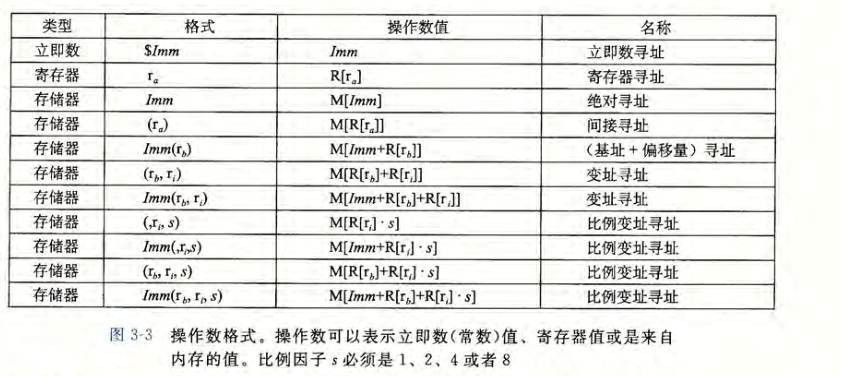 类型 格式 操作数值 名称
立即数 $Imm Imm 立即数寻址
寄存器 rₐ R[rₐ] 寄存器寻址
存储器 Imm M[Imm] 绝对寻址
存储器 (rₐ) M[R[rₐ]] 间接寻址
存储器 Imm(r_b) M[Imm+R[r_b]] （基址+偏移量）寻址
存储器 (r_b, r_i) M[R[r_b]+R[r_i]] 变址寻址
存储器 Imm(r_b, r_i) M[Imm+R[r_b]+R[r_i]] 变址寻址
存储器 (,r_i, s) M[R[r_i]·s] 比例变址寻址
存储器 Imm(,r_i,s) M[Imm+R[r_i]·s] 比例变址寻址
存储器 (r_b, r_i, s) M[R[r_b]+R[r_i]·s] 比例变址寻址
存储器 Imm(r_b, r_i, s) M[Imm+R[r_b]+R[r_i]·s] 比例变址寻址
图 3-3 操作数格式。操作数可以表示立即数(常数)值、寄存器值或是来自
内存的值。比例因子 s 必须是 1、2、4 或者 8